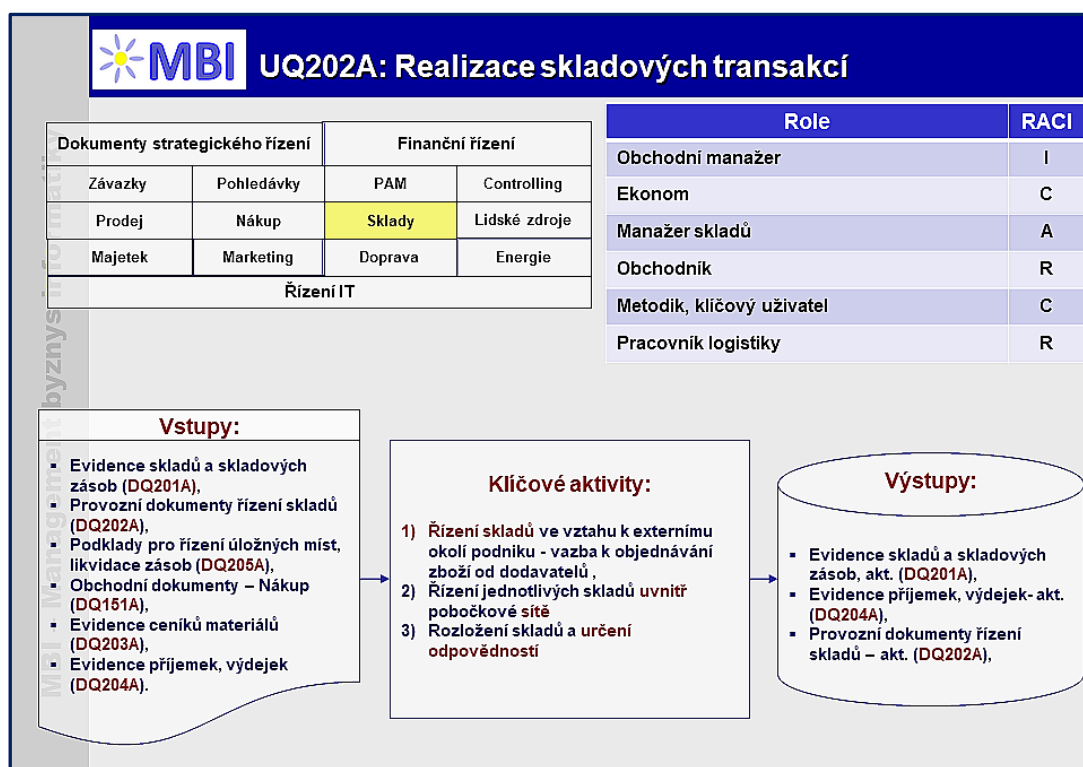 MBI
UQ202A: Realizace skladových transakcí
Dokumenty strategického řízení Finanční řízení
Závazky Pohledávky PAM Controlling
Prodej Nákup Sklady Lidské zdroje
Majetek Marketing Doprava Energie
Řízení IT
Role RACI
Obchodní manažer I
Ekonom C
Manažer skladů A
Obchodník R
Metodik, klíčový uživatel C
Pracovník logistiky R
MBI - Management byznys informatiky
Vstupy:
▪ Evidence skladů a skladových
zásob (DQ201A),
▪ Provozní dokumenty řízení skladů
(DQ202A),
▪ Podklady pro řízení úložných míst,
likvidace zásob (DQ205A),
▪ Obchodní dokumenty – Nákup
(DQ151A),
▪ Evidence ceníků materiálů
(DQ203A),
▪ Evidence příjemek, výdejek
(DQ204A).
Klíčové aktivity:
1) Řízení skladů ve vztahu k externímu
okolí podniku - vazba k objednávání
zboží od dodavatelů ,
2) Řízení jednotlivých skladů uvnitř
pobočkové sítě
3) Rozložení skladů a určení
odpovědností
Výstupy:
▪ Evidence skladů a skladových
zásob, akt. (DQ201A),
▪ Evidence příjemek, výdejek- akt.
(DQ204A),
▪ Provozní dokumenty řízení
skladů – akt. (DQ202A),